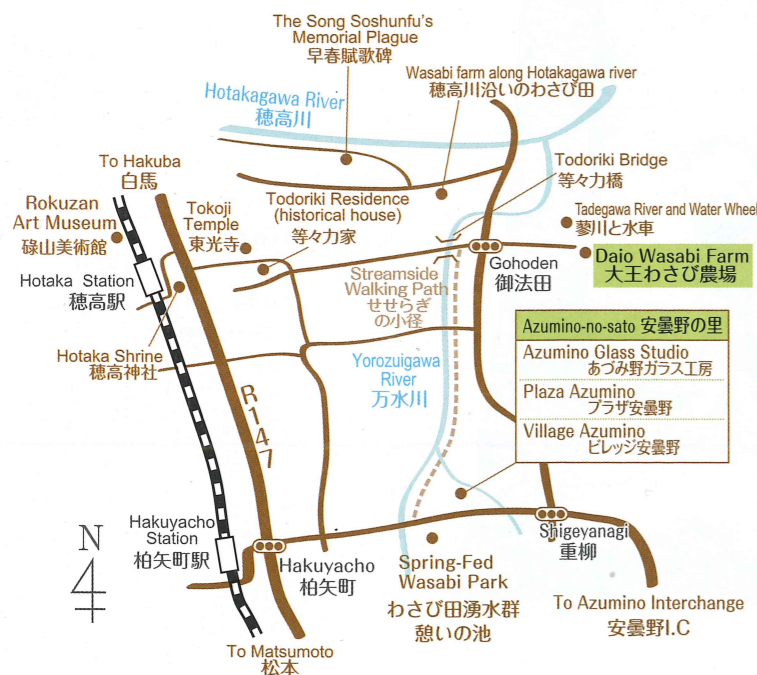 The Song Soshunfu's
Memorial Plague
早春賦歌碑
Wasabi farm along Hotakagawa river
穂高川沿いのわさび田
Hotakagawa River
穂高川
To Hakuba
白馬
Todoriki Bridge
等々力橋
Rokuzan
Art Museum
碌山美術館
Tokoji
Temple
東光寺
Todoriki Residence
(historical house)
等々力家
Tadegawa River and Water Wheel
蓼川と水車
Daio Wasabi Farm
大王わさび農場
Hotaka Station
穂高駅
Gohoden
御法田
Streamside
Walking Path
せせらぎ
の小径
Azumino-no-sato 安曇野の里
Azumino Glass Studio
あづみ野ガラス工房
Plaza Azumino
プラザ安曇野
Village Azumino
ビレッジ安曇野
Hotaka Shrine
穂高神社
Yorozuigawa
River
万水川
R147
N
Hakuyacho
Station
柏矢町駅
Hakuyacho
柏矢町
Shigeyanagi
重柳
Spring-Fed
Wasabi Park
わさび田湧水群
憩いの池
To Azumino Interchange
安曇野I.C
To Matsumoto
松本